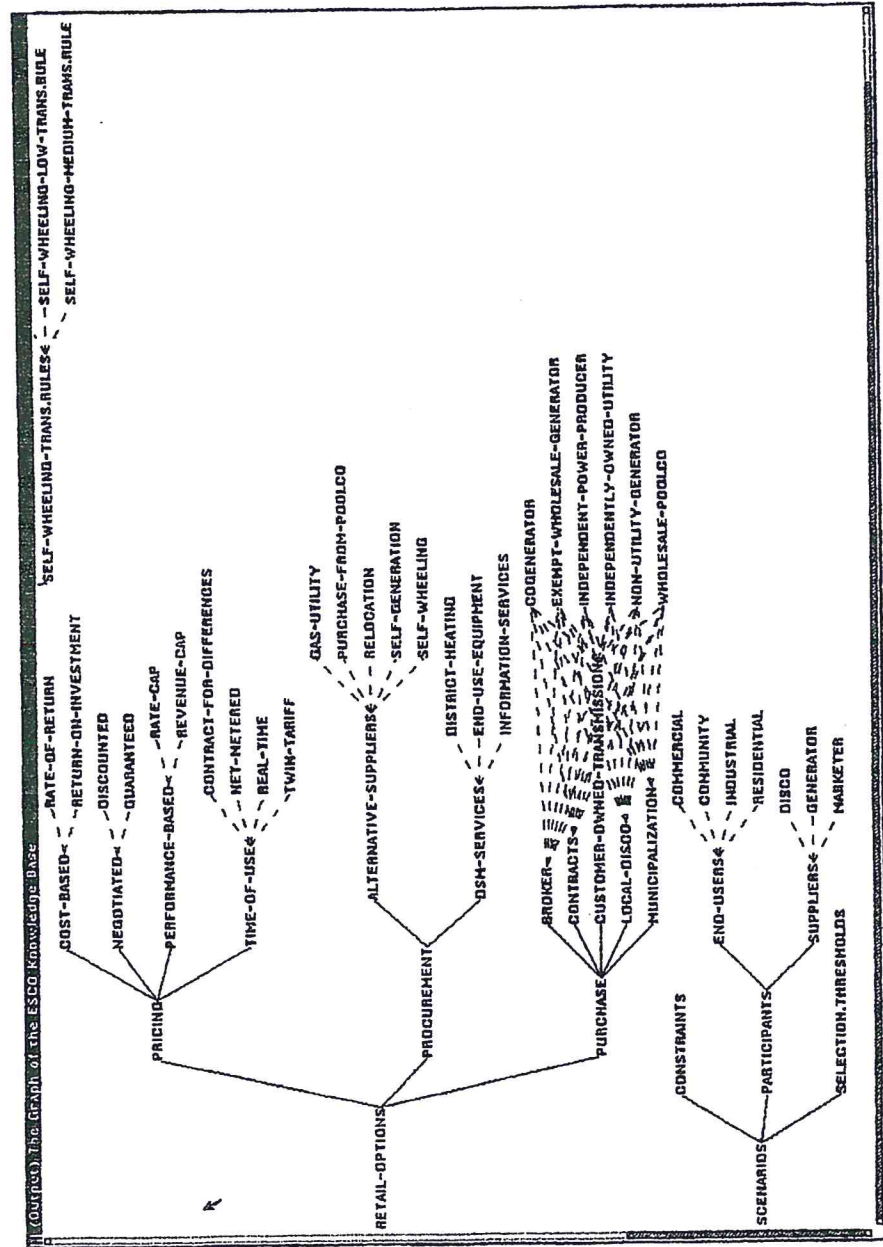 (Output) The Graph of the ESCO Knowledge Base
RATE-OF-RETURN
COST-BASED
RETURN-ON-INVESTMENT
DISCOUNTED
NEGOTIATED
GUARANTEED
PRICING
RATE-CAP
PERFORMANCE-BASED
REVENUE-CAP
CONTRACT-FOR-DIFFERENCES
NET-METERED
TIME-OF-USE
REAL-TIME
TWIN-TARIFF
SELF-WHEELING-TRANS.RULES
SELF-WHEELING-LOW-TRANS.RULE
SELF-WHEELING-MEDIUM-TRANS.RULE
RETAIL-OPTIONS
GAS-UTILITY
PURCHASE-FROM-POOLCO
ALTERNATIVE-SUPPLIERS
RELOCATION
SELF-GENERATION
SELF-WHEELING
PROCUREMENT
DISTRICT-HEATING
DSM-SERVICES
END-USE-EQUIPMENT
INFORMATION-SERVICES
BROKER
CONTRACTS
PURCHASE
CUSTOMER-OWNED-TRANSMISSION
LOCAL-DISCO
MUNICIPALIZATION
COGENERATOR
EXEMPT-WHOLESALE-GENERATOR
INDEPENDENT-POWER-PRODUCER
INDEPENDENTLY-OWNED-UTILITY
NON-UTILITY-GENERATOR
WHOLESALE-POOLCO
CONSTRAINTS
COMMERCIAL
END-USERS
COMMUNITY
INDUSTRIAL
RESIDENTIAL
SCENARIOS
PARTICIPANTS
DISCO
SUPPLIERS
GENERATOR
MARKETER
SELECTION.THRESHOLDS